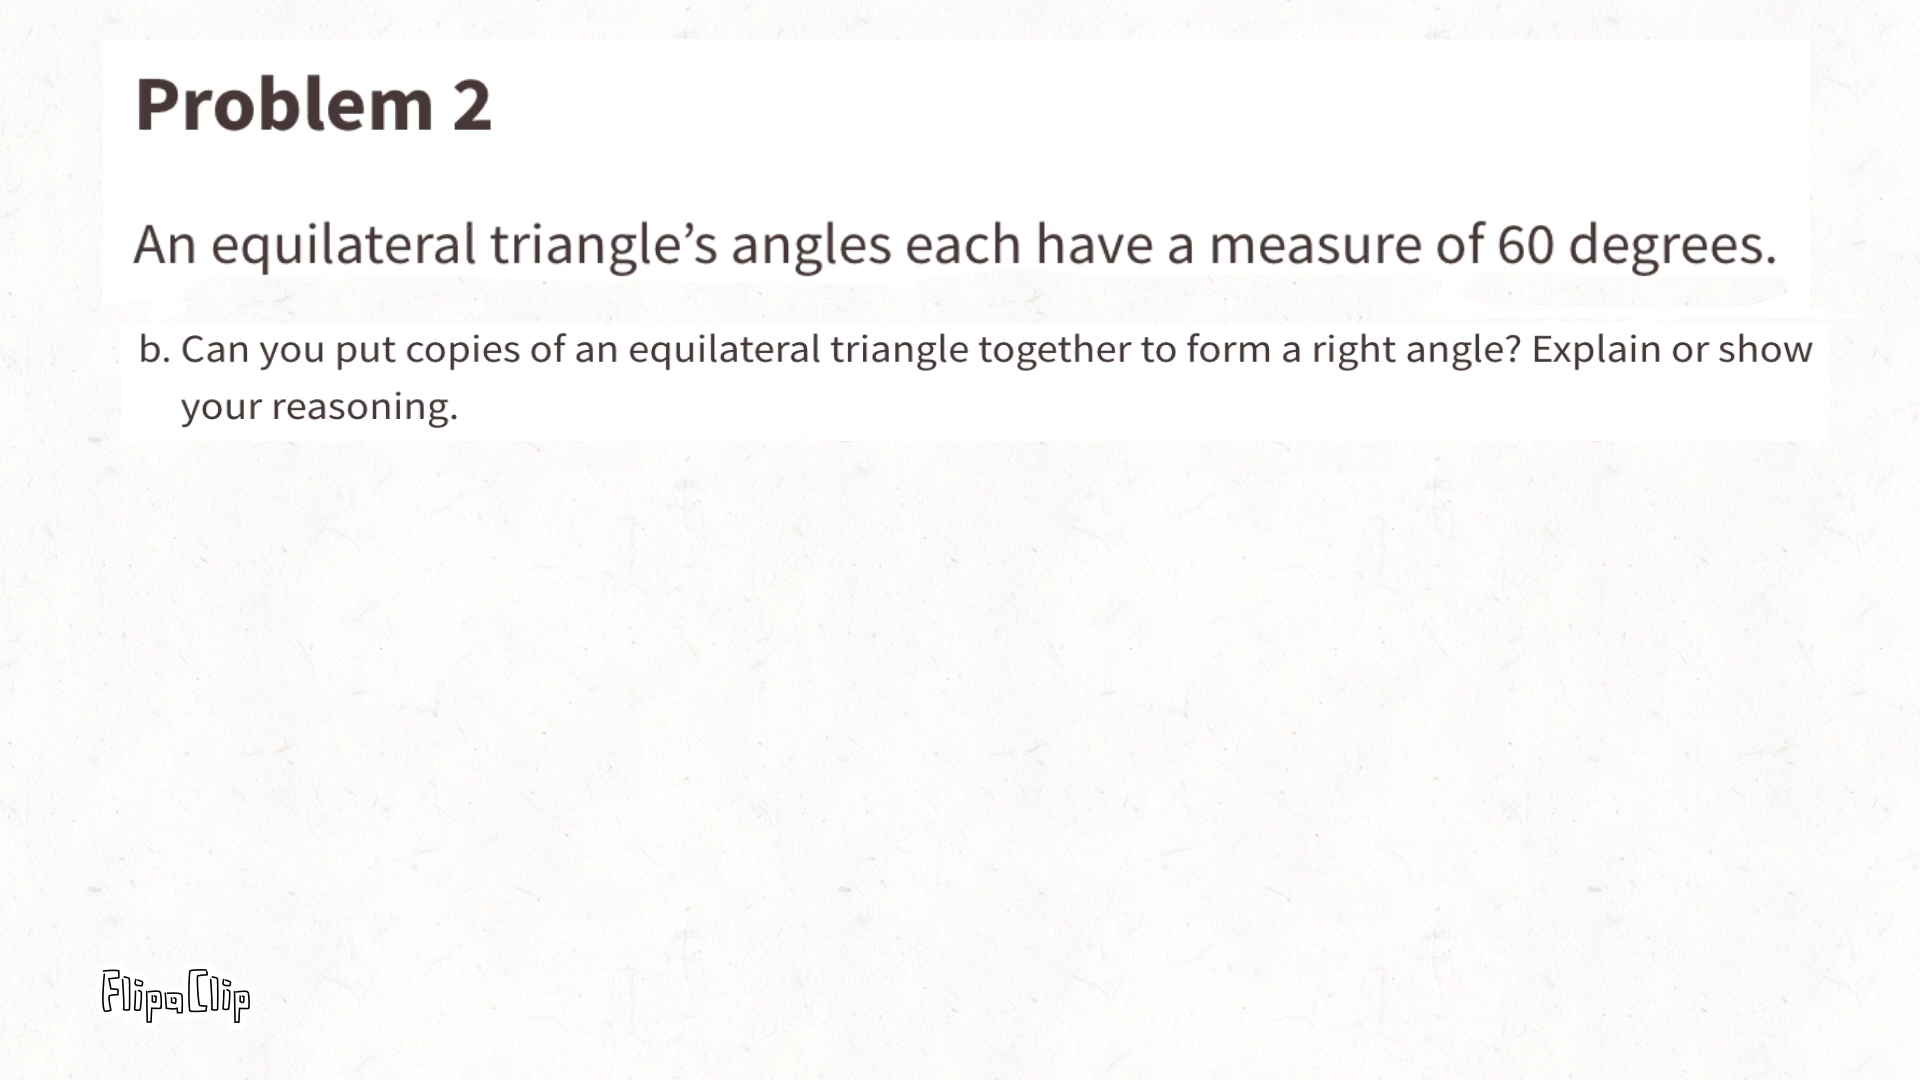 Problem 2
An equilateral triangle’s angles each have a measure of 60 degrees.
b. Can you put copies of an equilateral triangle together to form a right angle? Explain or show
your reasoning.
FlipaClip